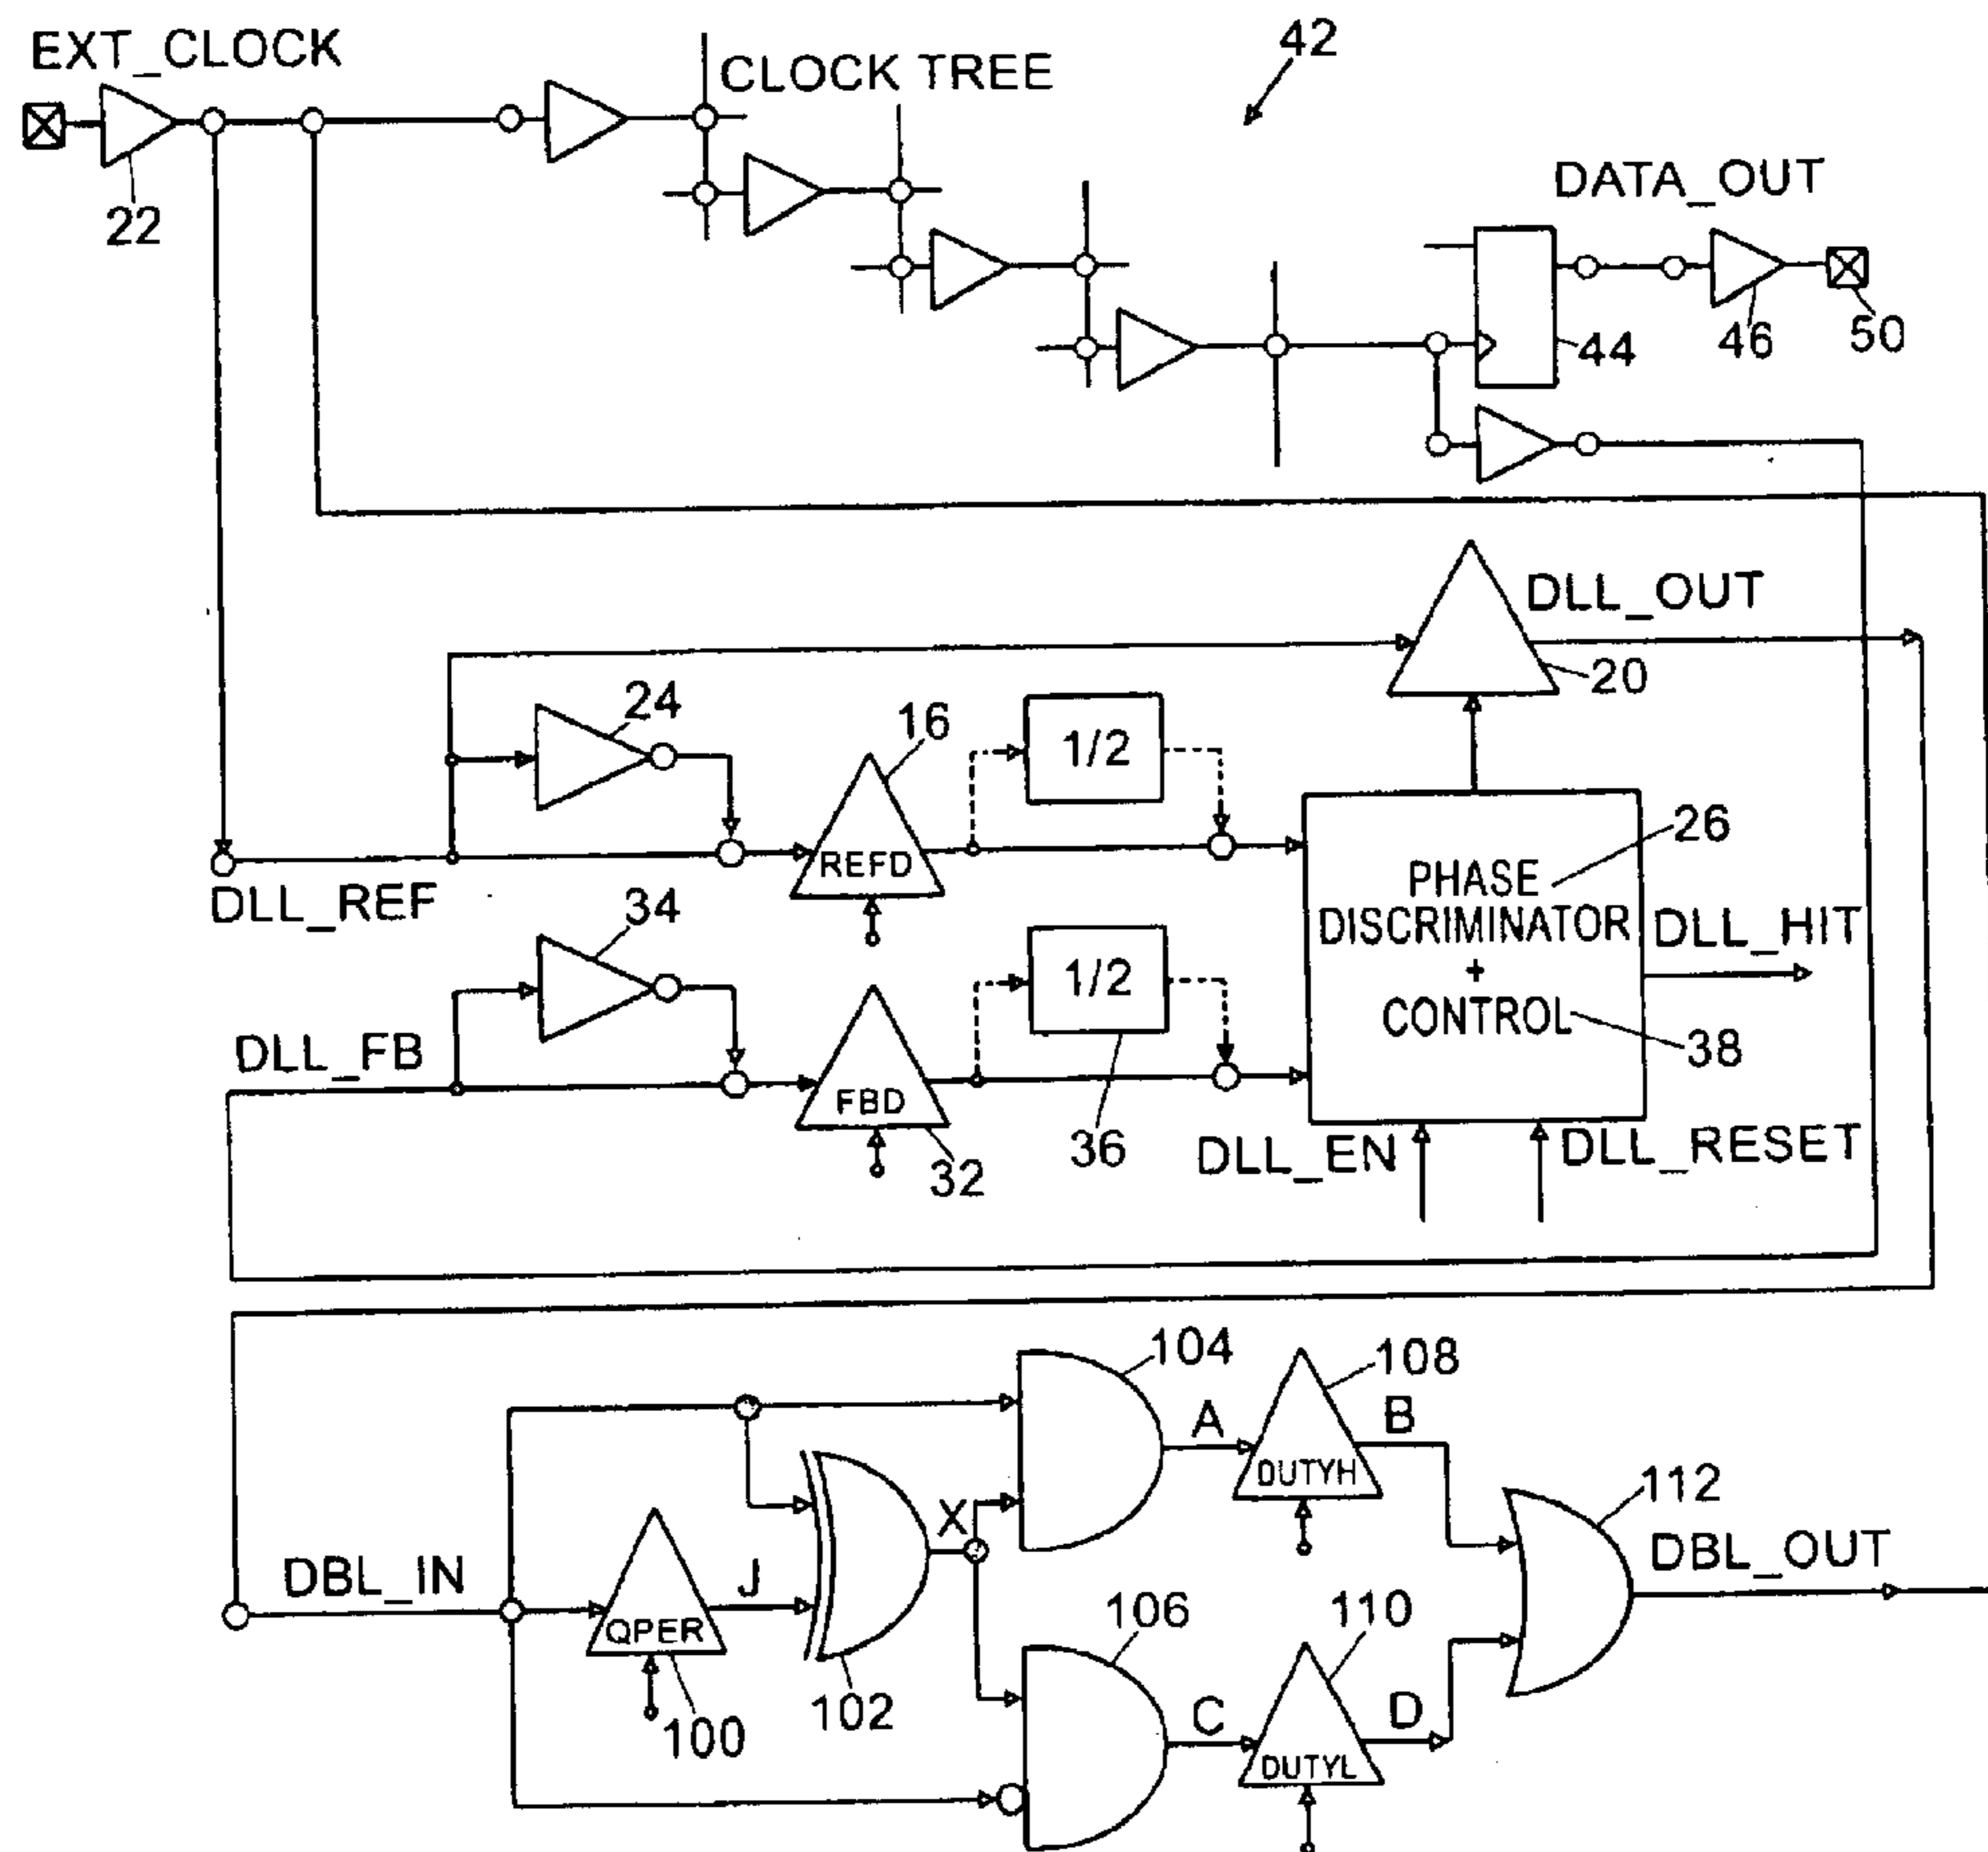 EXT_CLOCK
CLOCK TREE
42
22
DATA_OUT
44
46
50
DLL_OUT
20
24
16
1/2
REFD
DLL_REF
26
PHASE
DISCRIMINATOR
+
CONTROL
38
DLL_HIT
34
1/2
DLL_FB
FBD
32
36
DLL_EN
DLL_RESET
104
108
A
B
DUTYH
112
X
DBL_IN
J
QPER
100
102
106
110
DBL_OUT
C
D
DUTYL